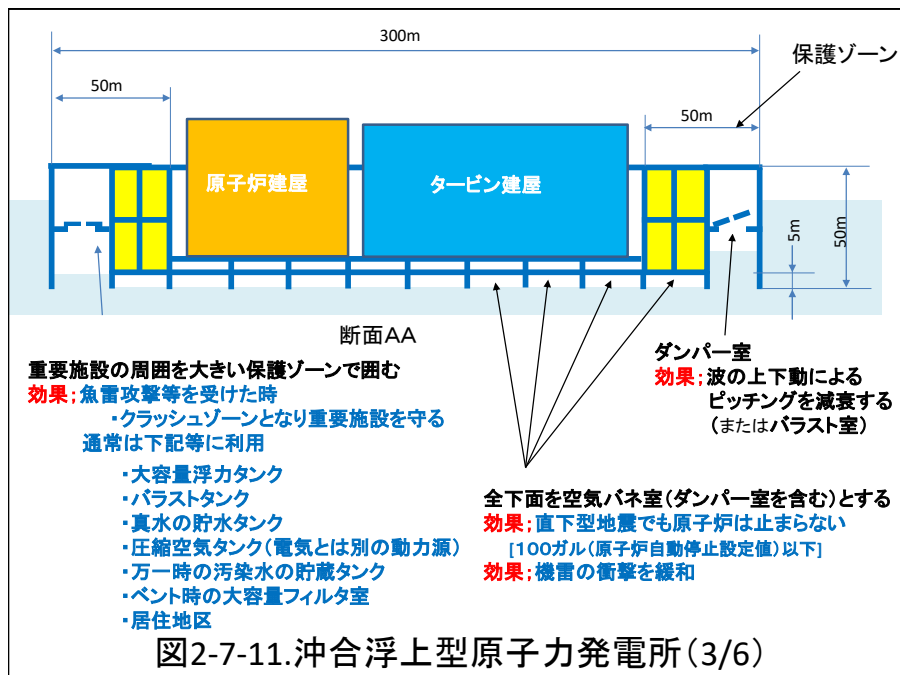 300m
保護ゾーン
50m
50m
原子炉建屋
タービン建屋
5m
50m
断面AA
重要施設の周囲を大きい保護ゾーンで囲む
効果;魚雷攻撃等を受けた時
・クラッシュゾーンとなり重要施設を守る
通常は下記等に利用
・大容量浮力タンク
・バラストタンク
・真水の貯水タンク
・圧縮空気タンク(電気とは別の動力源)
・万一時の汚染水の貯蔵タンク
・ベント時の大容量フィルタ室
・居住地区
ダンパー室
効果;波の上下動による
ピッチングを減衰する
(またはバラスト室)
全下面を空気バネ室(ダンパー室を含む)とする
効果;直下型地震でも原子炉は止まらない
[100ガル(原子炉自動停止設定値)以下]
効果;機雷の衝撃を緩和
図2-7-11.沖合浮上型原子力発電所(3/6)